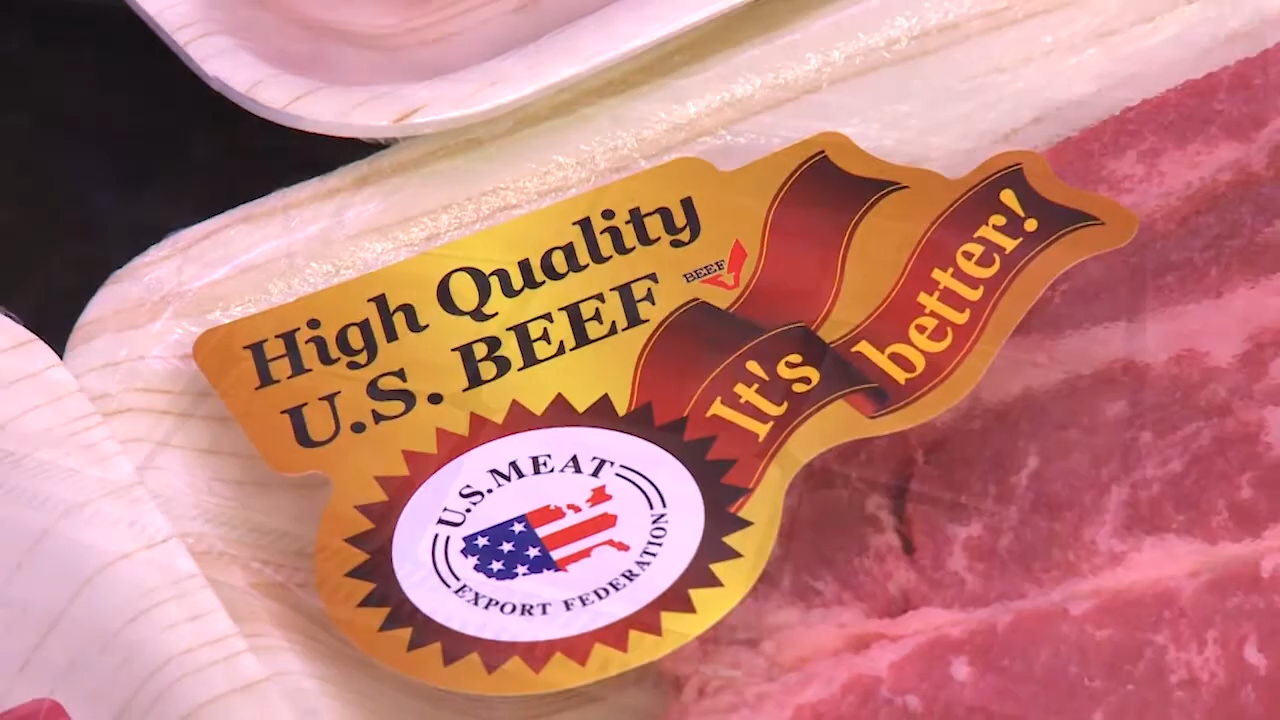 High Quality
U.S. BEEF
BEEF
It's better!
U.S. MEAT
EXPORT FEDERATION